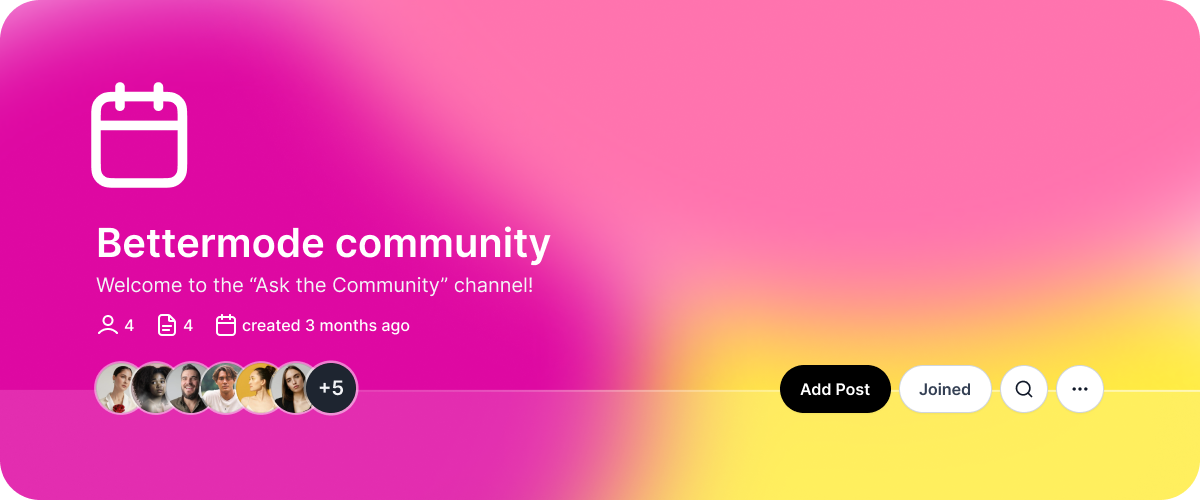 Bettermode community
Welcome to the “Ask the Community” channel!
4 4 created 3 months ago
+5 Add Post Joined